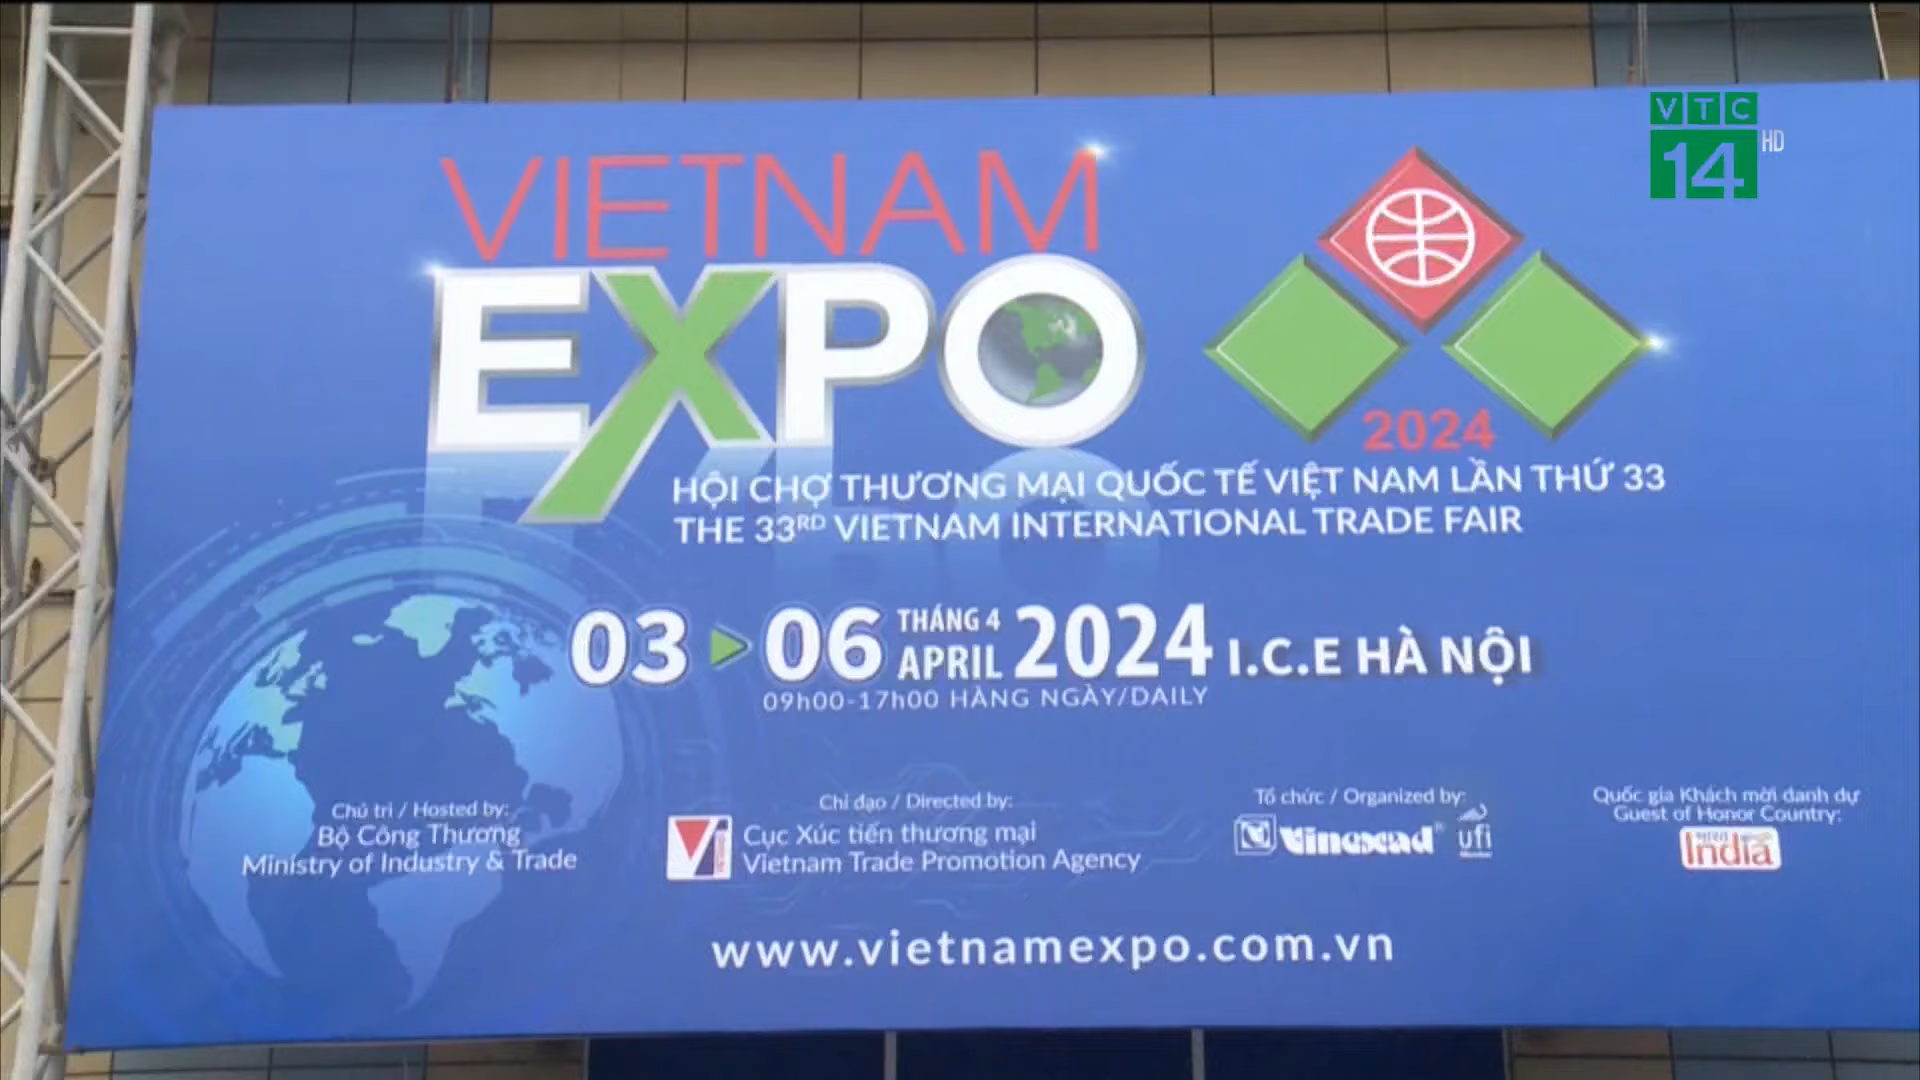 VTC
14 HD
VIETNAM
EXPO
2024
HỘI CHỢ THƯƠNG MẠI QUỐC TẾ VIỆT NAM LẦN THỨ 33
THE 33RD VIETNAM INTERNATIONAL TRADE FAIR
03 06 THÁNG 4 APRIL 2024 I.C.E HÀ NỘI
09h00-17h00 HÀNG NGÀY/DAILY
Chủ trì / Hosted by:
Bộ Công Thương
Ministry of Industry & Trade
Chỉ đạo / Directed by:
Cục Xúc tiến thương mại
Vietnam Trade Promotion Agency
Tổ chức / Organized by:
Vinexad ufi
Quốc gia Khách mời danh dự
Guest of Honor Country:
India
www.vietnamexpo.com.vn